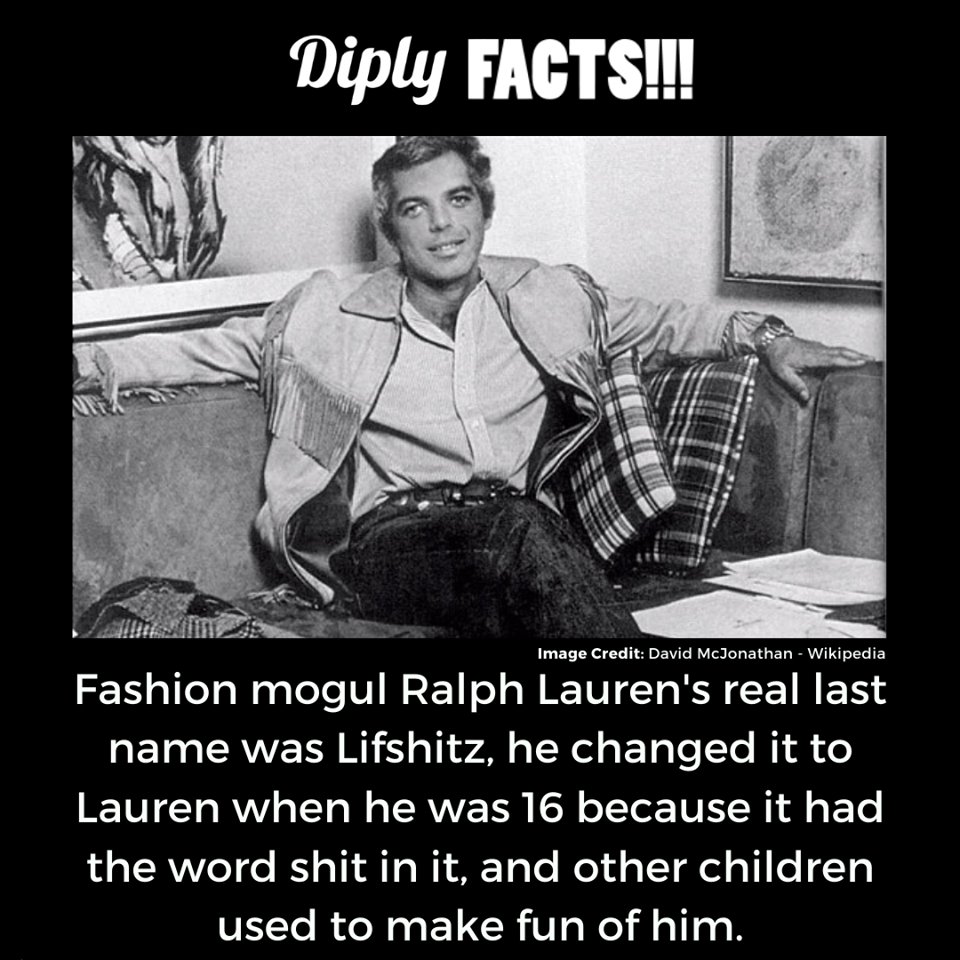 Diply FACTS!!!
Image Credit: David McJonathan - Wikipedia
Fashion mogul Ralph Lauren's real last
name was Lifshitz, he changed it to
Lauren when he was 16 because it had
the word shit in it, and other children
used to make fun of him.